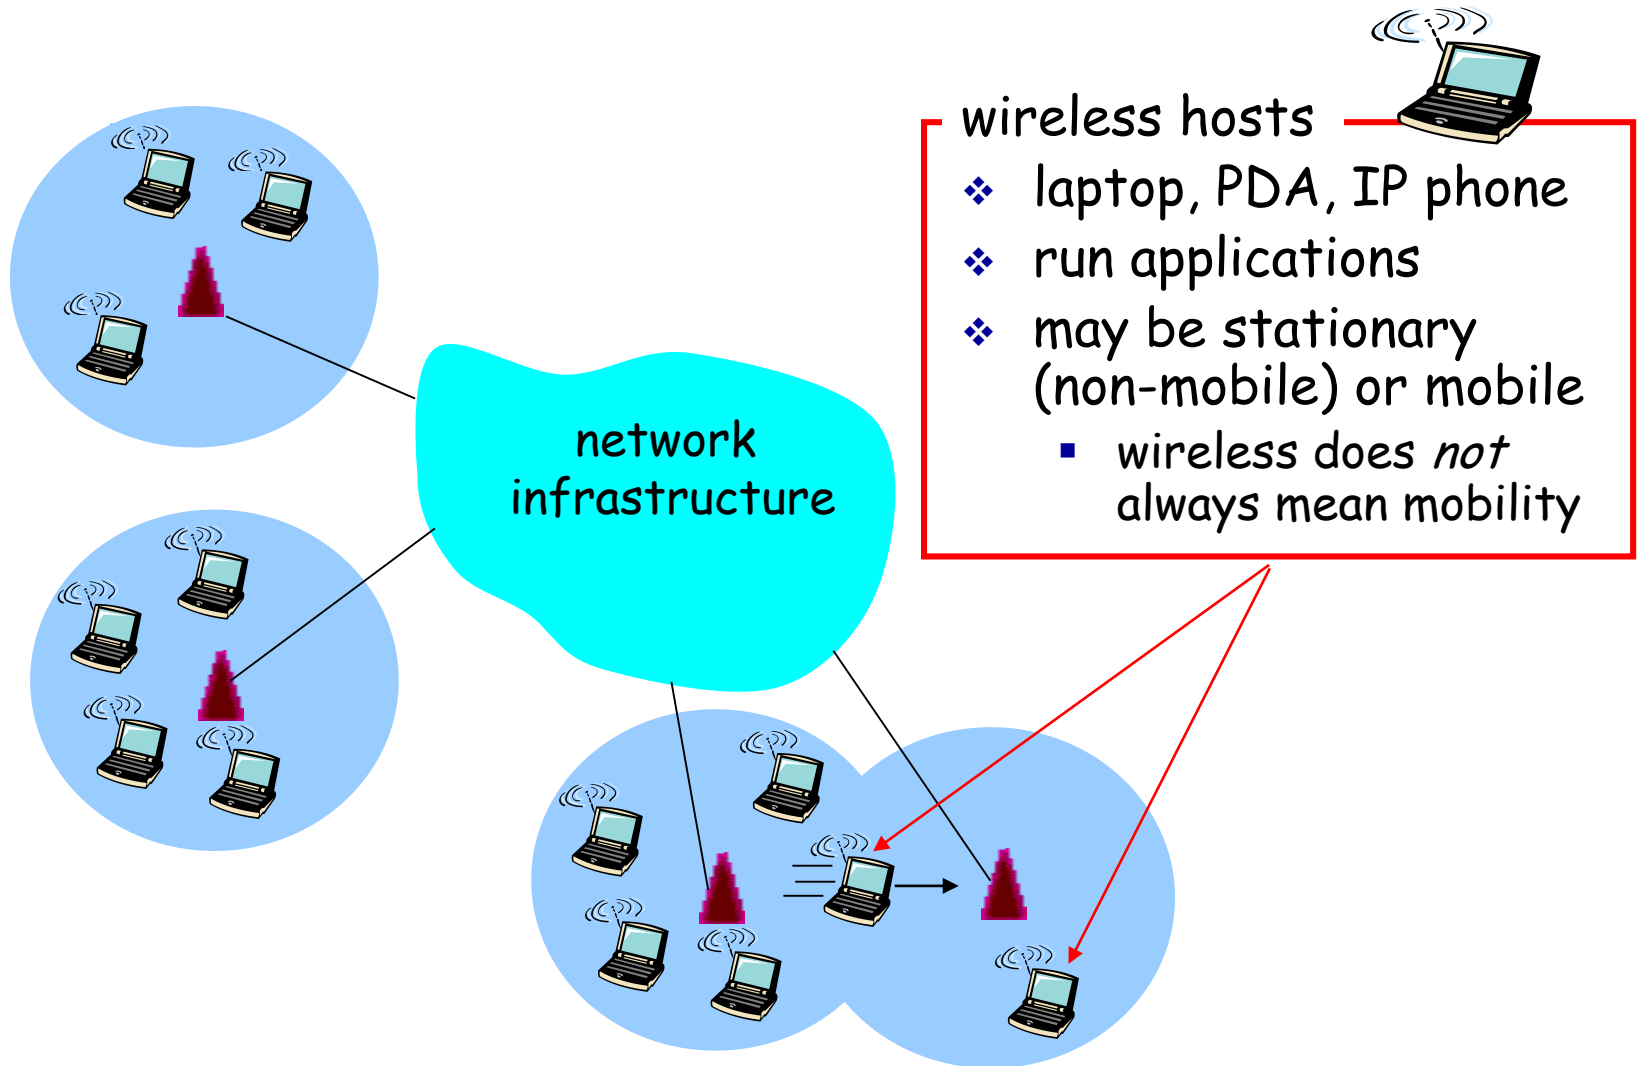 wireless hosts
laptop, PDA, IP phone
run applications
may be stationary
(non-mobile) or mobile
wireless does not
always mean mobility
network
infrastructure